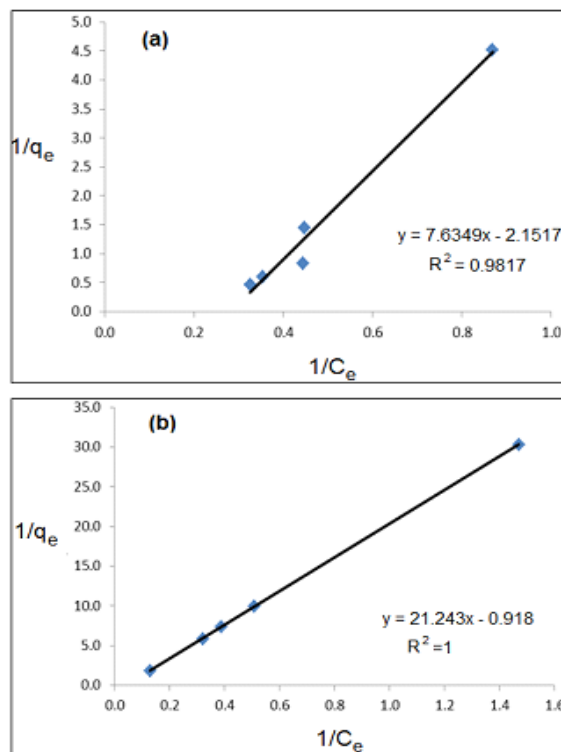 (a)
5.0
4.5
4.0
3.5
3.0
2.5
2.0
1.5
1.0
0.5
0.0
1/qe
y = 7.6349x - 2.1517
R² = 0.9817
0.0 0.2 0.4 0.6 0.8 1.0
1/Ce
(b)
35.0
30.0
25.0
20.0
15.0
10.0
5.0
0.0
1/qe
y = 21.243x - 0.918
R² =1
0.0 0.2 0.4 0.6 0.8 1.0 1.2 1.4 1.6
1/Ce